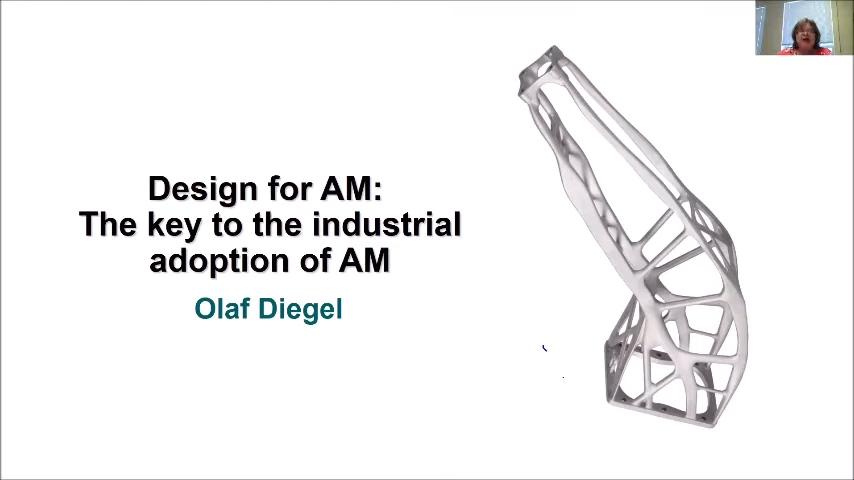 Design for AM:
The key to the industrial
adoption of AM
Olaf Diegel